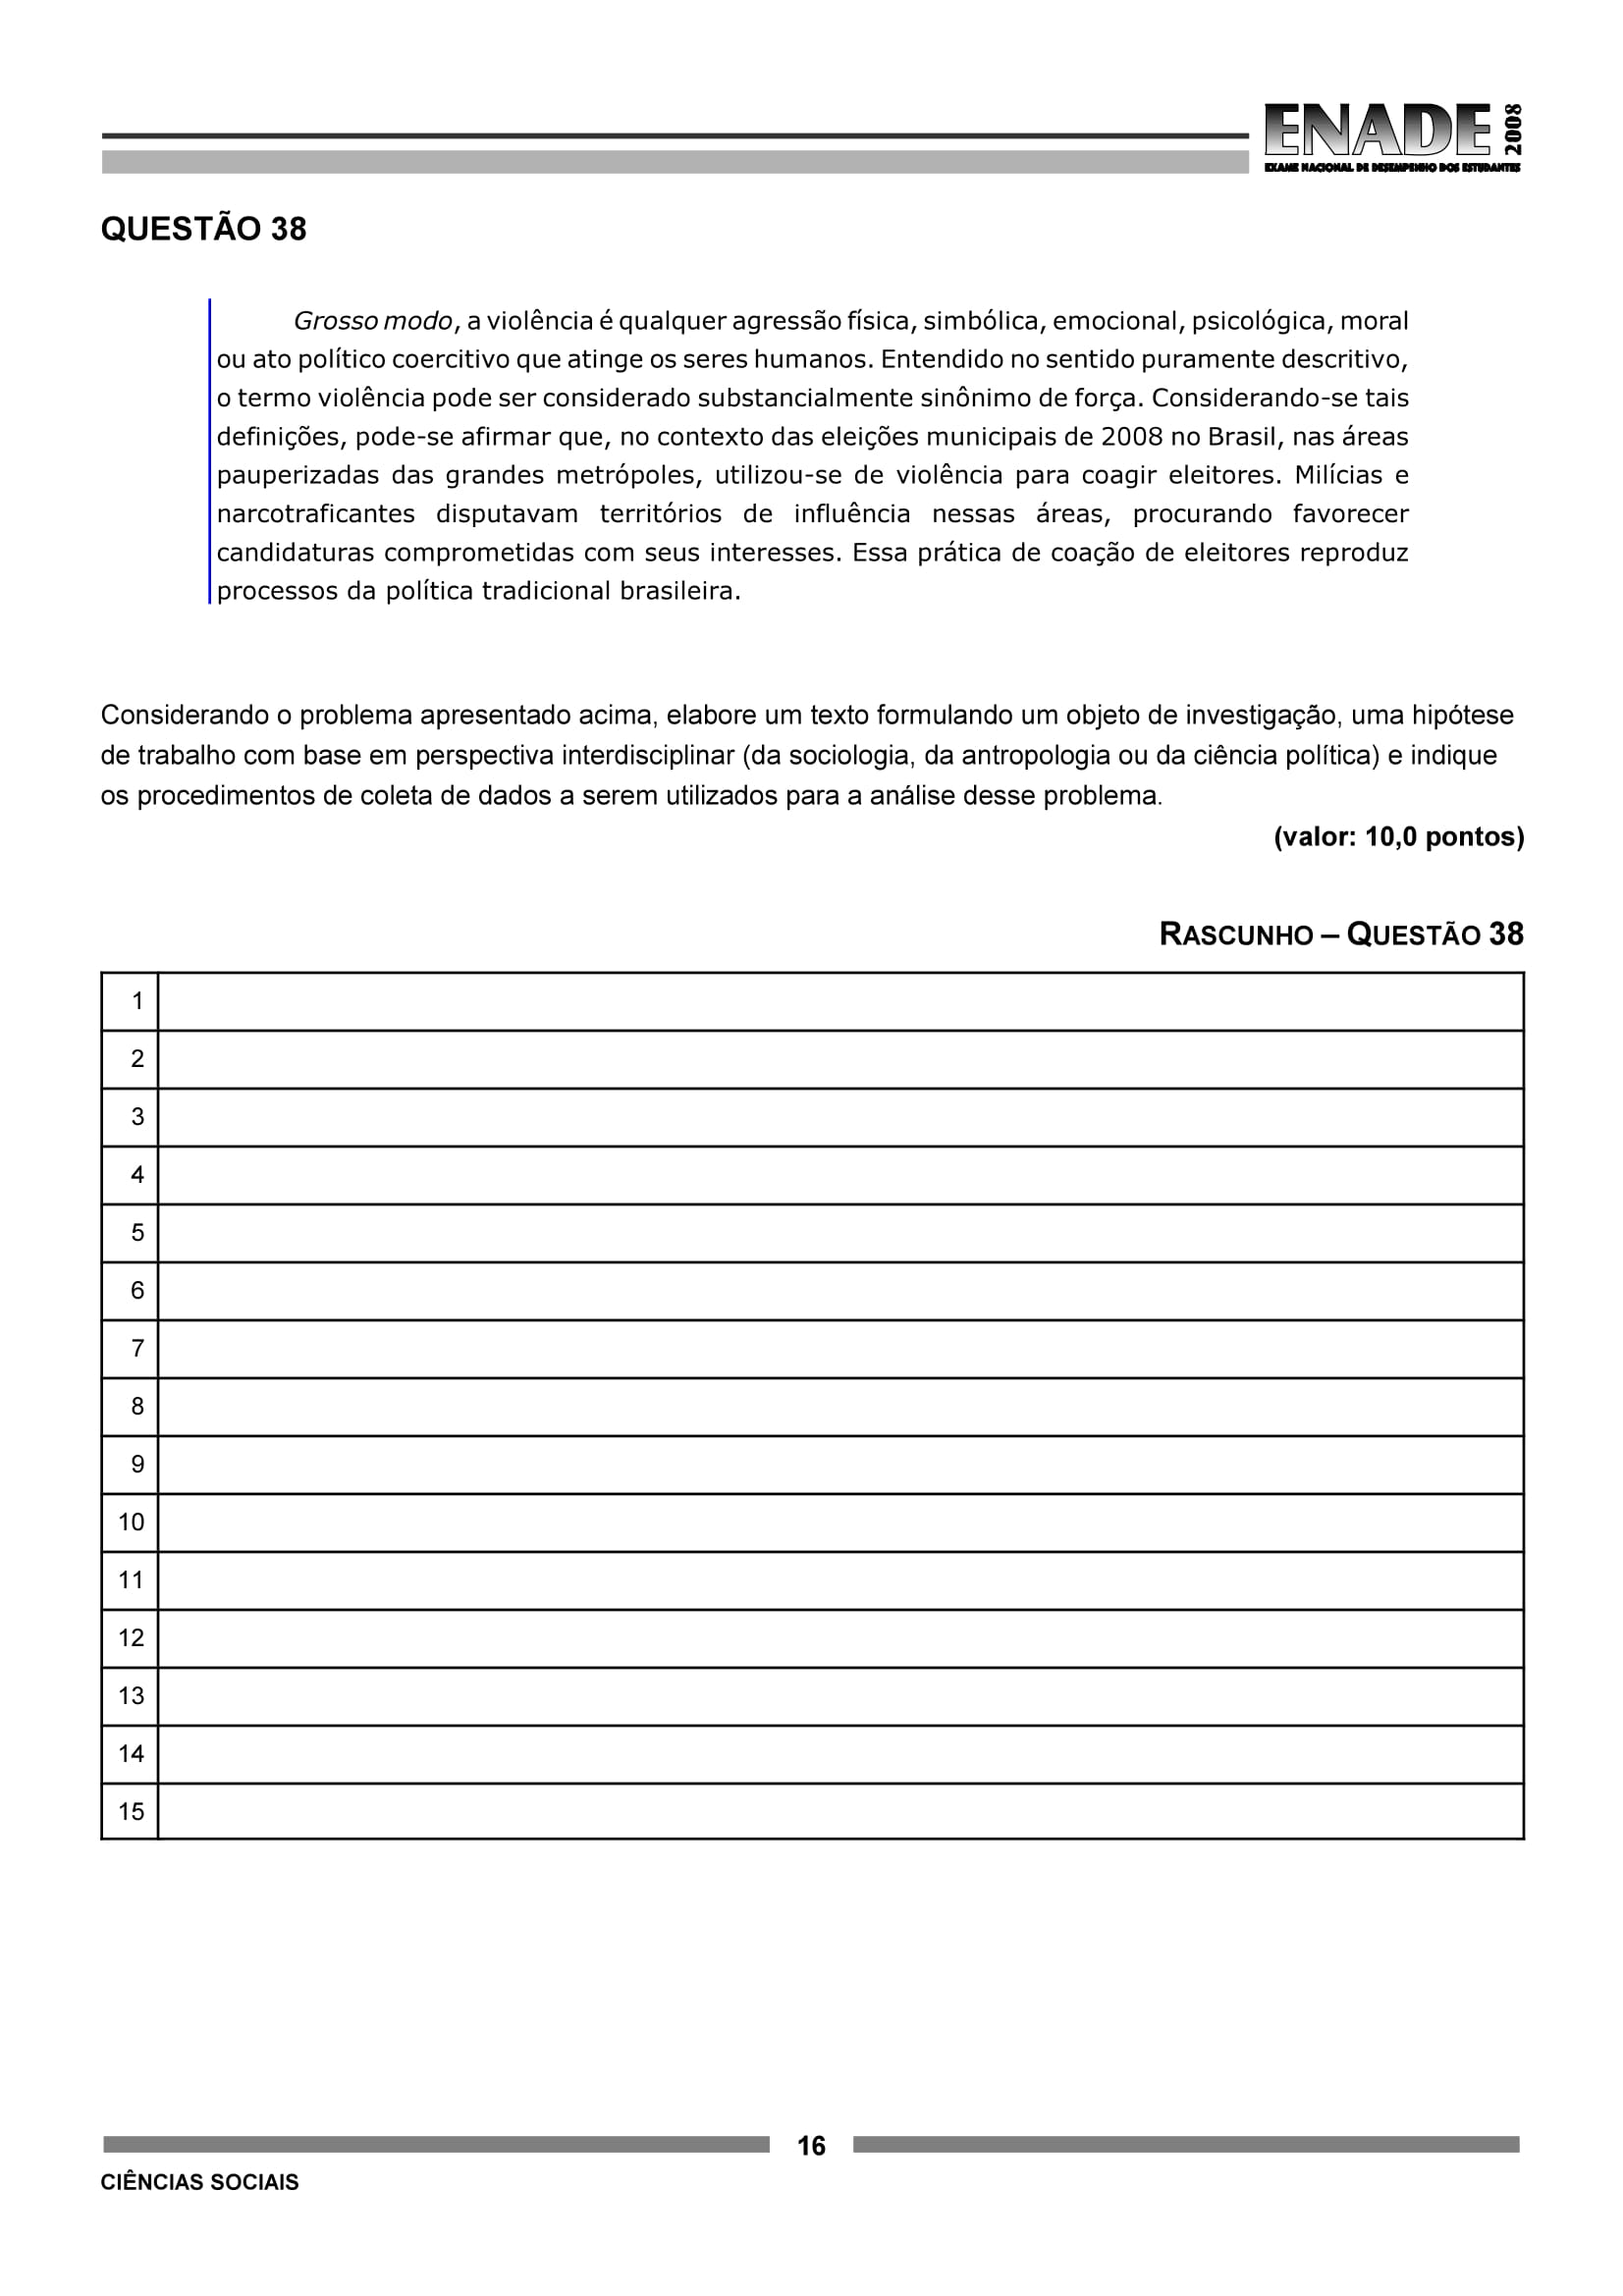 ENADE 2008
EXAME NACIONAL DE DESEMPENHO DOS ESTUDANTES
QUESTÃO 38
Grosso modo, a violência é qualquer agressão física, simbólica, emocional, psicológica, moral
ou ato político coercitivo que atinge os seres humanos. Entendido no sentido puramente descritivo,
o termo violência pode ser considerado substancialmente sinônimo de força. Considerando-se tais
definições, pode-se afirmar que, no contexto das eleições municipais de 2008 no Brasil, nas áreas
pauperizadas das grandes metrópoles, utilizou-se de violência para coagir eleitores. Milícias e
narcotraficantes disputavam territórios de influência nessas áreas, procurando favorecer
candidaturas comprometidas com seus interesses. Essa prática de coação de eleitores reproduz
processos da política tradicional brasileira.
Considerando o problema apresentado acima, elabore um texto formulando um objeto de investigação, uma hipótese
de trabalho com base em perspectiva interdisciplinar (da sociologia, da antropologia ou da ciência política) e indique
os procedimentos de coleta de dados a serem utilizados para a análise desse problema.
(valor: 10,0 pontos)
RASCUNHO – QUESTÃO 38
1
2
3
4
5
6
7
8
9
10
11
12
13
14
15
16
CIÊNCIAS SOCIAIS